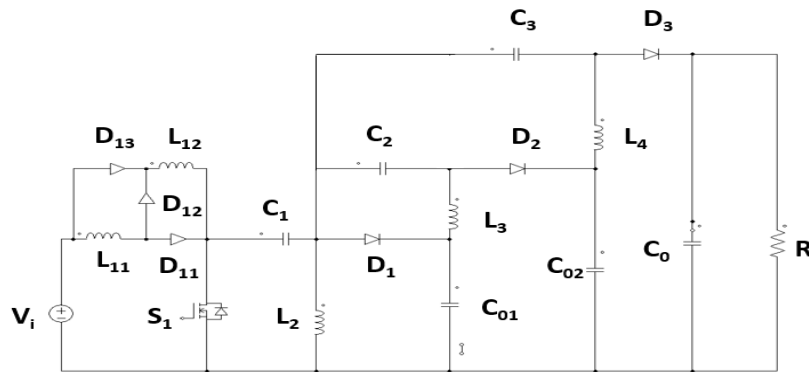 C₃
D₃
D₁₃
L₁₂
C₂
D₂
L₄
D₁₂
C₁
L₃
L₁₁
D₁₁
D₁
C₀₂
C₀
R
Vᵢ
S₁
L₂
C₀₁